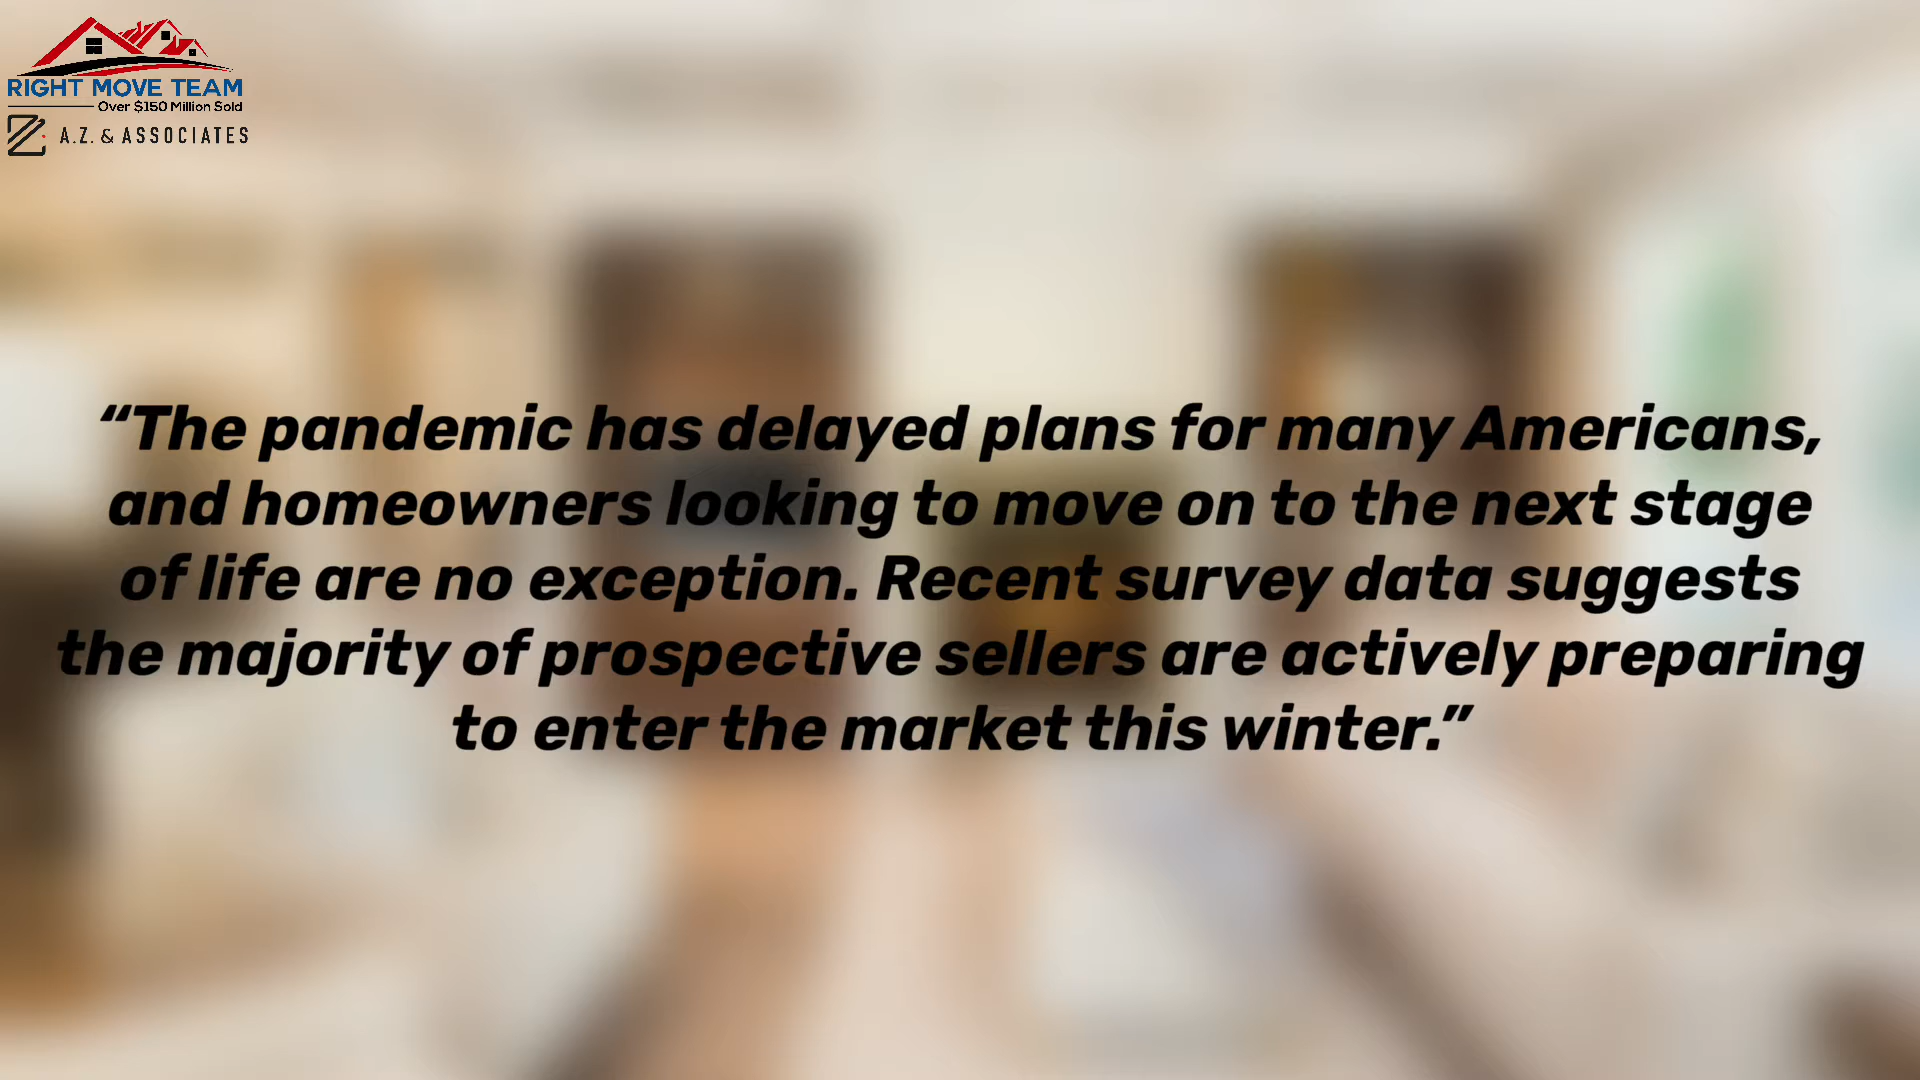 RIGHT MOVE TEAM
Over $150 Million Sold
A.Z. & ASSOCIATES
“The pandemic has delayed plans for many Americans,
and homeowners looking to move on to the next stage
of life are no exception. Recent survey data suggests
the majority of prospective sellers are actively preparing
to enter the market this winter.”